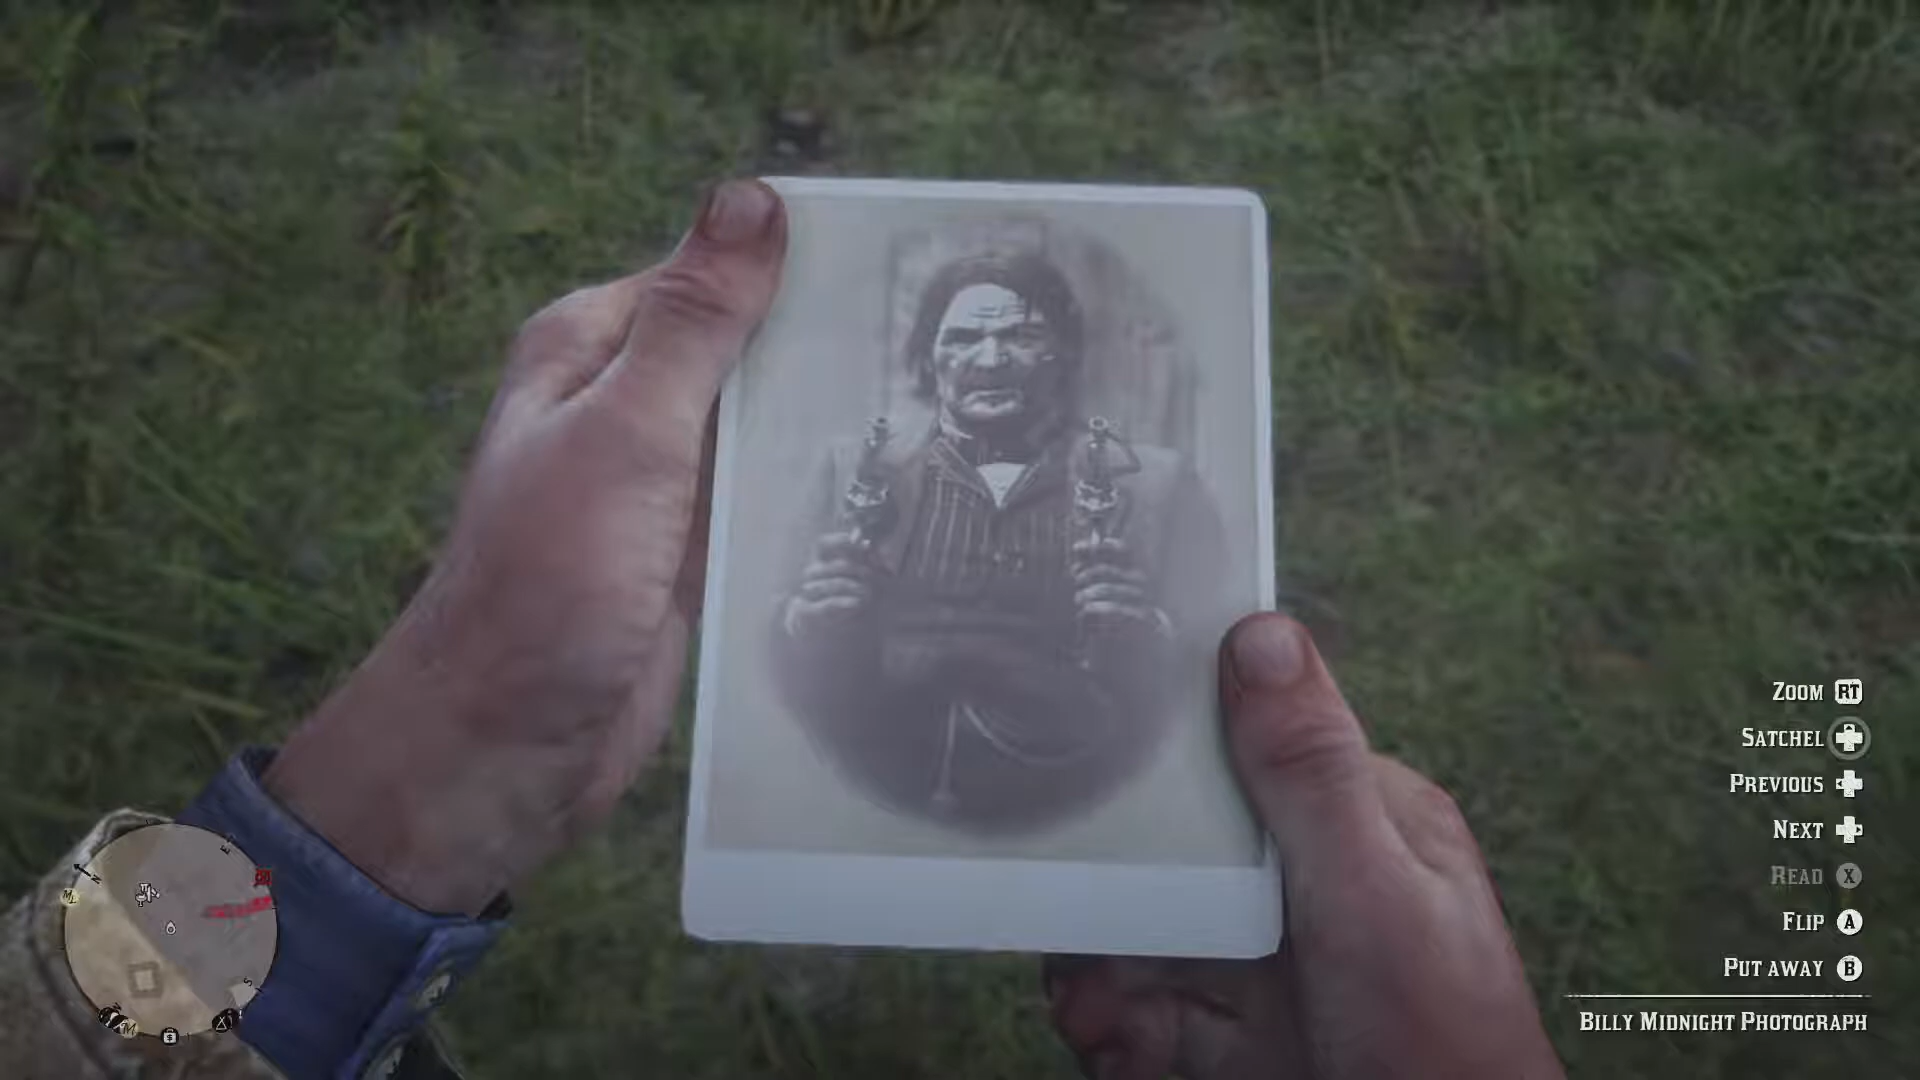 ZOOM RT
SATCHEL
PREVIOUS
NEXT
READ X
FLIP A
PUT AWAY B
BILLY MIDNIGHT PHOTOGRAPH
N
E
S
M